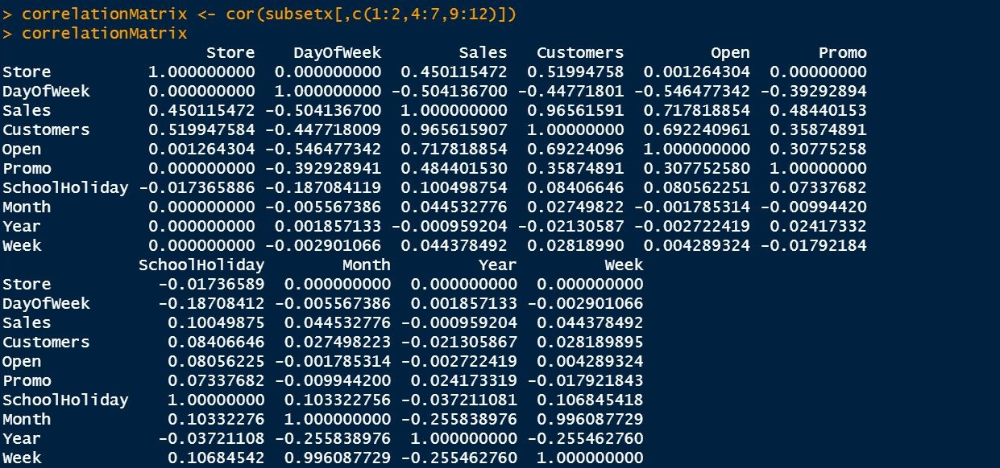 > correlationMatrix <- cor(subsetx[,c(1:2,4:7,9:12)])
> correlationMatrix
Store DayOfWeek Sales Customers Open Promo
Store 1.000000000 0.000000000 0.450115472 0.51994758 0.001264304 0.00000000
DayOfWeek 0.000000000 1.000000000 -0.504136700 -0.44771801 -0.546477342 -0.39292894
Sales 0.450115472 -0.504136700 1.000000000 0.96561591 0.717818854 0.48440153
Customers 0.519947584 -0.447718009 0.965615907 1.00000000 0.692240961 0.35874891
Open 0.001264304 -0.546477342 0.717818854 0.69224096 1.000000000 0.30775258
Promo 0.000000000 -0.392928941 0.484401530 0.35874891 0.307752580 1.00000000
SchoolHoliday -0.017365886 -0.187084119 0.100498754 0.08406646 0.080562251 0.07337682
Month 0.000000000 -0.005567386 0.044532776 0.02749822 -0.001785314 -0.00994420
Year 0.000000000 0.001857133 -0.000959204 -0.02130587 -0.002722419 0.02417332
Week 0.000000000 -0.002901066 0.044378492 0.02818990 0.004289324 -0.01792184
SchoolHoliday Month Year Week
Store -0.01736589 0.000000000 0.000000000 0.000000000
DayOfWeek -0.18708412 -0.005567386 0.001857133 -0.002901066
Sales 0.10049875 0.044532776 -0.000959204 0.044378492
Customers 0.08406646 0.027498223 -0.021305867 0.028189895
Open 0.08056225 -0.001785314 -0.002722419 0.004289324
Promo 0.07337682 -0.009944200 0.024173319 -0.017921843
SchoolHoliday 1.00000000 0.103322756 -0.037211081 0.106845418
Month 0.10332276 1.000000000 -0.255838976 0.996087729
Year -0.03721108 -0.255838976 1.000000000 -0.255462760
Week 0.10684542 0.996087729 -0.255462760 1.000000000